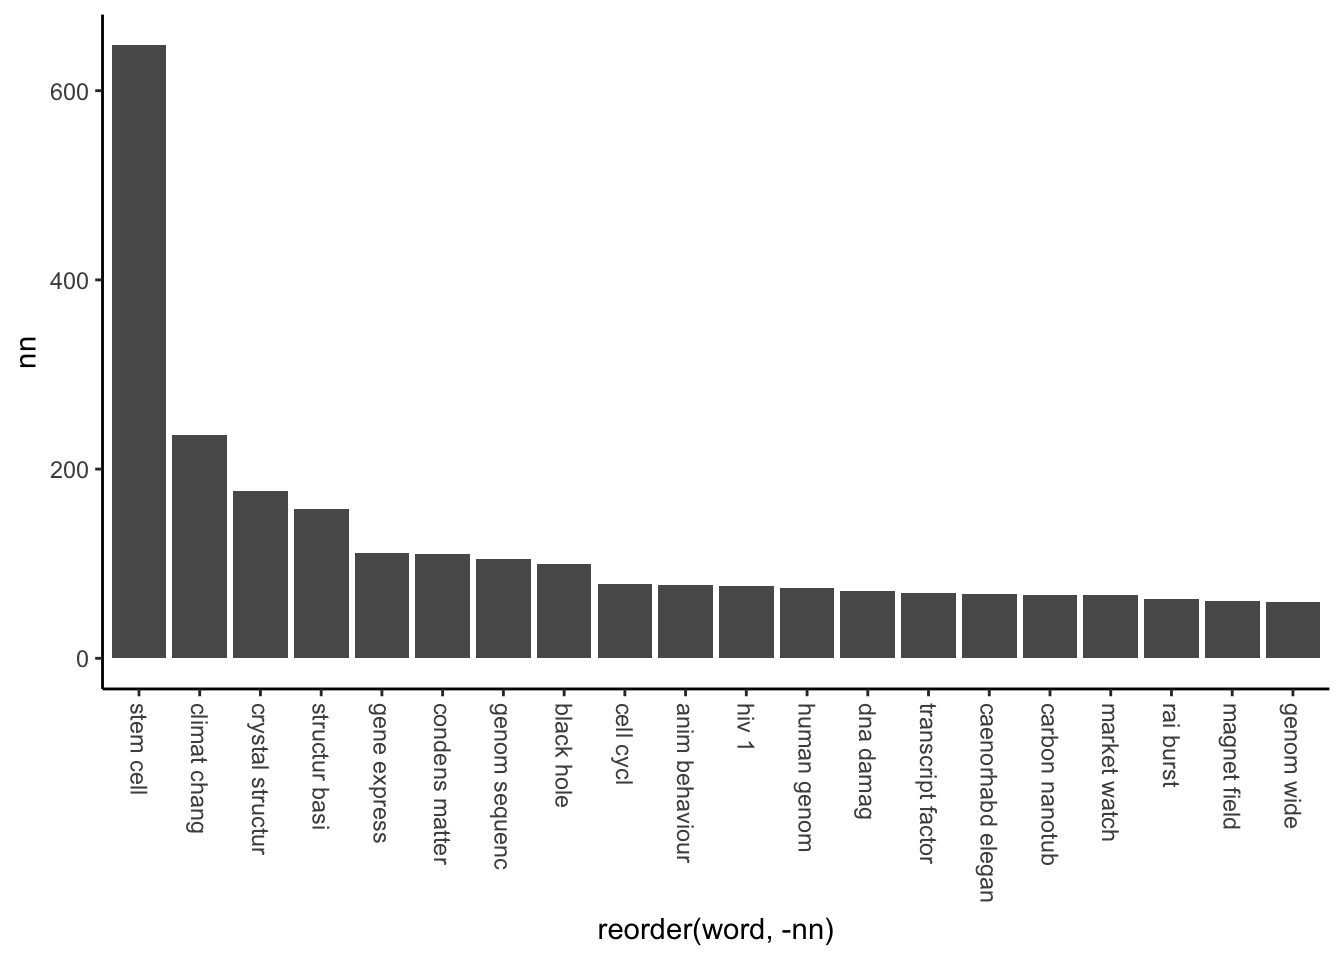 600
400
200
0
nn
stem cell
climat chang
crystal structur
structur basi
gene express
condens matter
genom sequenc
black hole
cell cycl
anim behaviour
hiv 1
human genom
dna damag
transcript factor
caenorhabd elegan
carbon nanotub
market watch
rai burst
magnet field
genom wide
reorder(word, -nn)